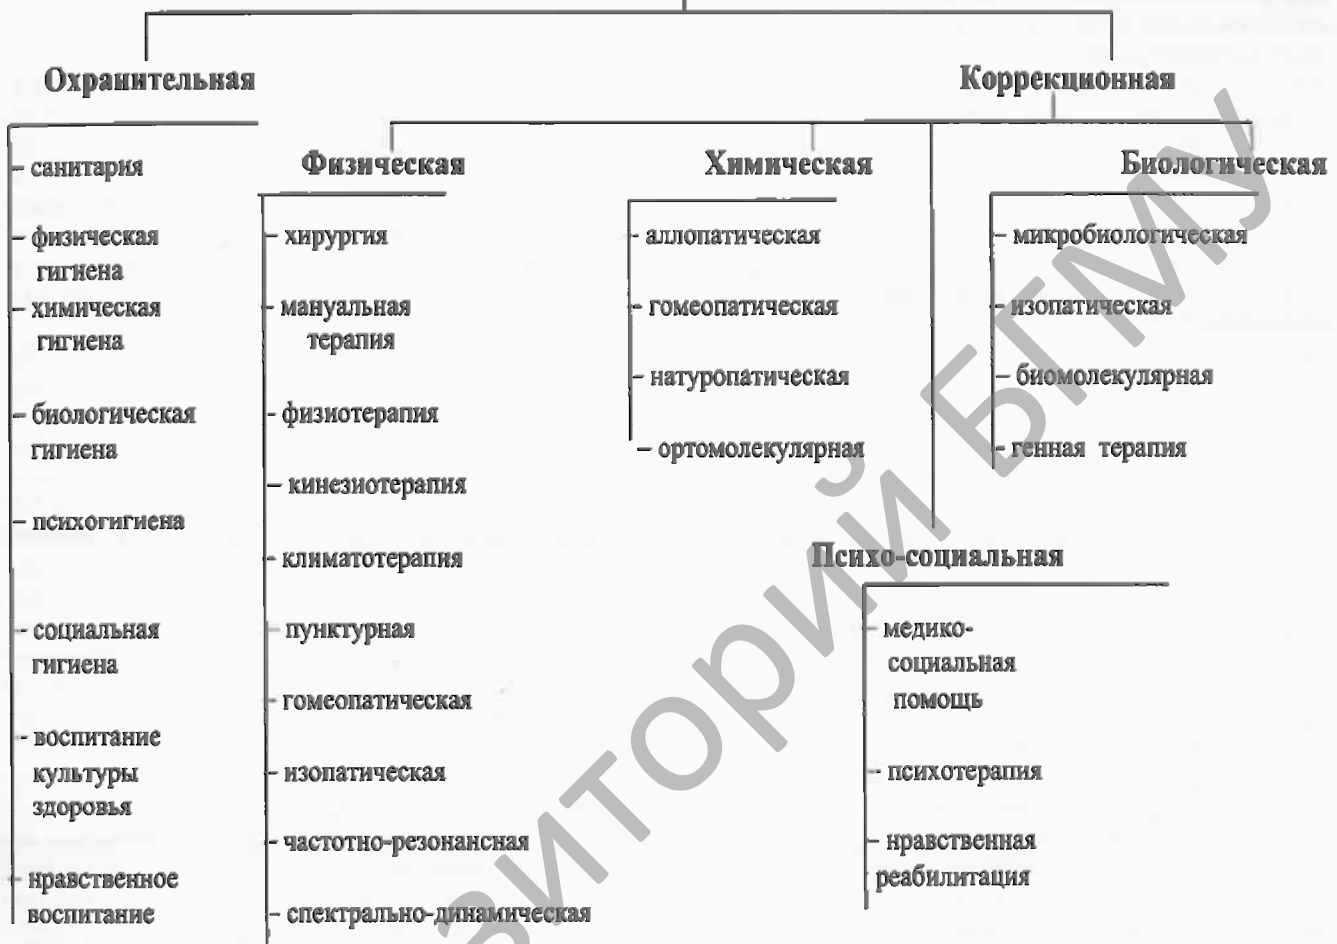 Охранительная
Коррекционная
санитария
физическая
гигиена
химическая
гигиена
биологическая
гигиена
психогигиена
социальная
гигиена
воспитание
культуры
здоровья
нравственное
воспитание
Физическая
хирургия
мануальная
терапия
физиотерапия
кинезиотерапия
климатотерапия
пунктурная
гомеопатическая
изопатическая
частотно-резонансная
спектрально-динамическая
Химическая
аллопатическая
гомеопатическая
натуропатическая
ортомолекулярная
Биологическая
микробиологическая
изопатическая
биомолекулярная
генная терапия
Психо-социальная
медико-
социальная
помощь
психотерапия
нравственная
реабилитация
зиторий БГМУ